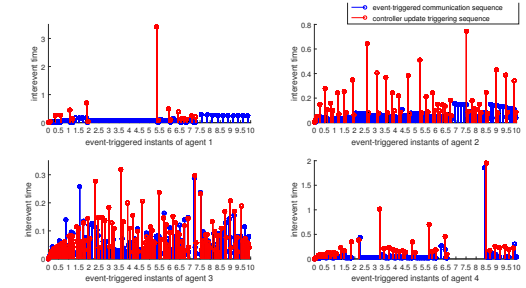 event-triggered communication sequence
controller update triggering sequence
interevent time
3
2
1
0
0 0.5 1 1.5 2 2.5 3 3.5 4 4.5 5 5.5 6 6.5 7 7.5 8 8.5 9 9.5 10
event-triggered instants of agent 1
interevent time
0.8
0.6
0.4
0.2
0
0 0.5 1 1.5 2 2.5 3 3.5 4 4.5 5 5.5 6 6.5 7 7.5 8 8.5 9 9.5 10
event-triggered instants of agent 2
interevent time
0.3
0.2
0.1
0
0 0.5 1 1.5 2 2.5 3 3.5 4 4.5 5 5.5 6 6.5 7 7.5 8 8.5 9 9.5 10
event-triggered instants of agent 3
interevent time
2
1.5
1
0.5
0
0 0.5 1 1.5 2 2.5 3 3.5 4 4.5 5 5.5 6 6.5 7 7.5 8 8.5 9 9.5 10
event-triggered instants of agent 4